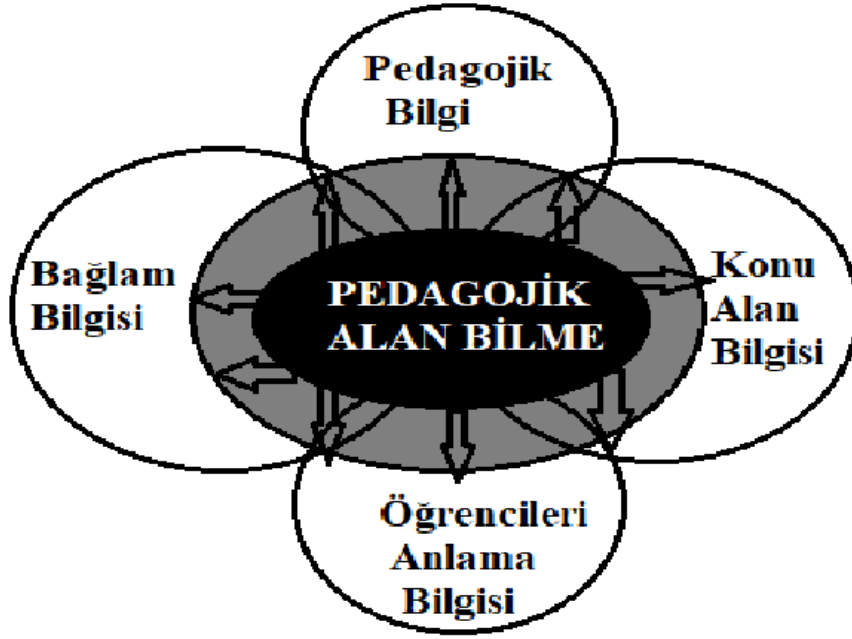 Pedagojik
Bilgi
Bağlam
Bilgisi
PEDAGOJİK
ALAN BİLME
Konu
Alan
Bilgisi
Öğrencileri
Anlama
Bilgisi